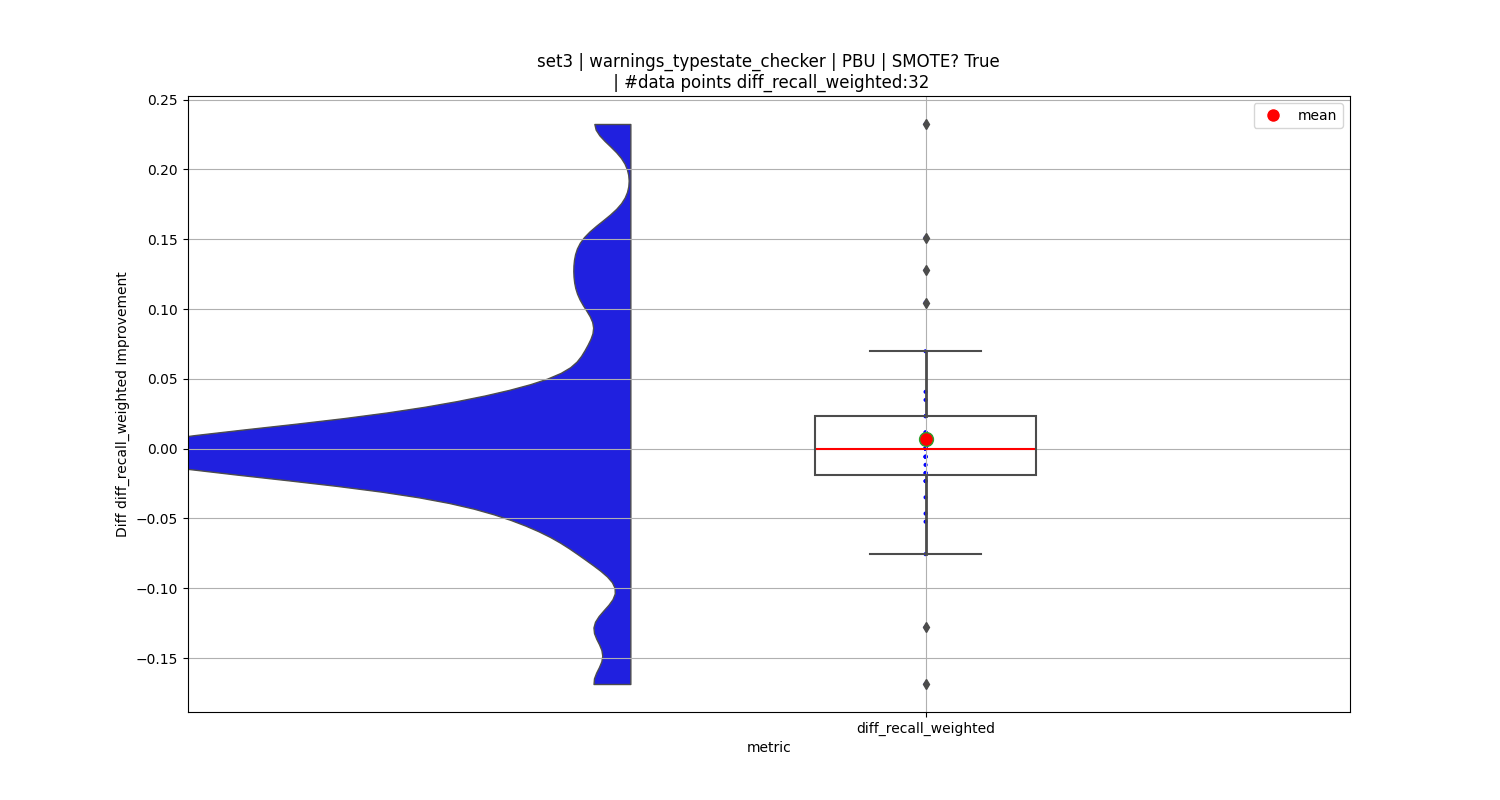 set3 | warnings_typestate_checker | PBU | SMOTE? True
| #data points diff_recall_weighted:32
mean
0.25
0.20
0.15
0.10
0.05
0.00
−0.05
−0.10
−0.15
Diff diff_recall_weighted Improvement
diff_recall_weighted
metric